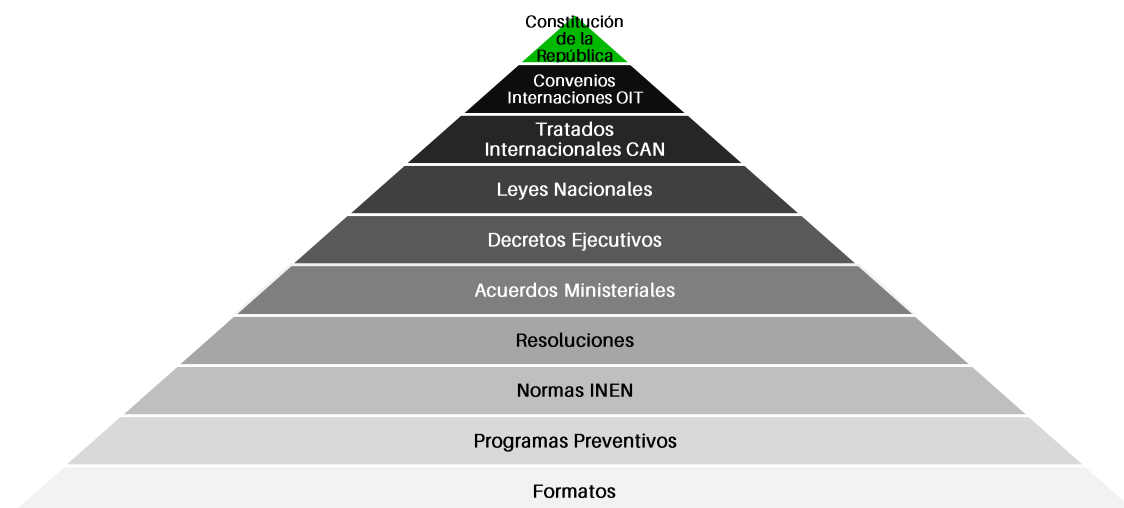 Constitución
de la
República
Convenios
Internaciones OIT
Tratados
Internacionales CAN
Leyes Nacionales
Decretos Ejecutivos
Acuerdos Ministeriales
Resoluciones
Normas INEN
Programas Preventivos
Formatos